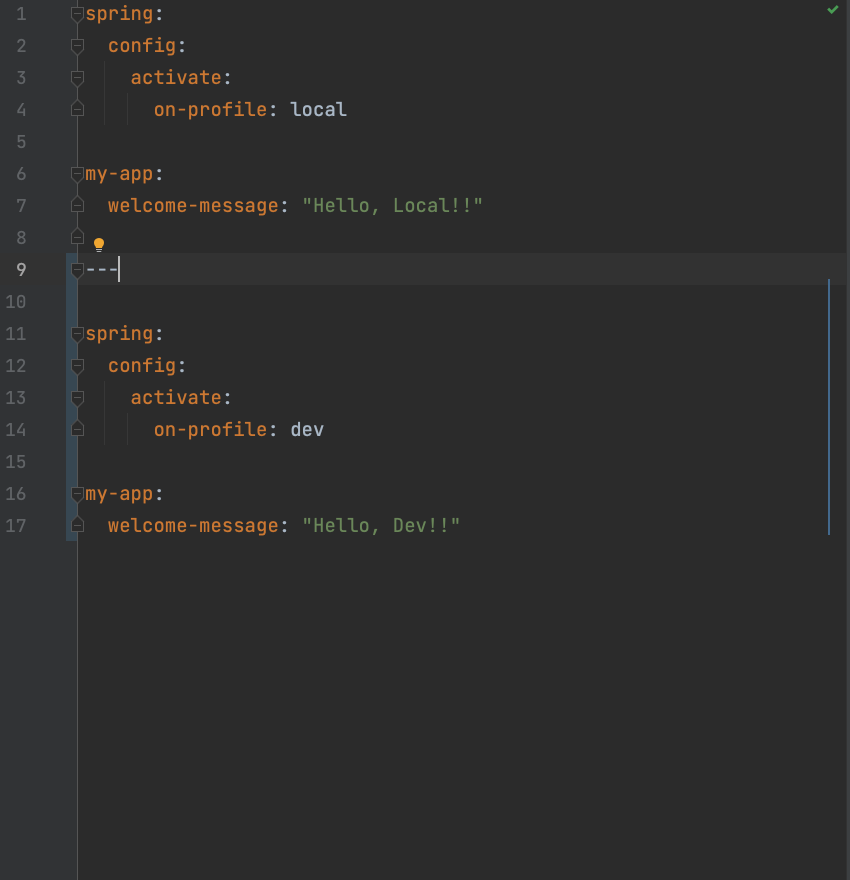 1 spring:
2   config:
3     activate:
4       on-profile: local
5
6 my-app:
7   welcome-message: "Hello, Local!!"
8
9 ---
10
11 spring:
12   config:
13     activate:
14       on-profile: dev
15
16 my-app:
17   welcome-message: "Hello, Dev!!"